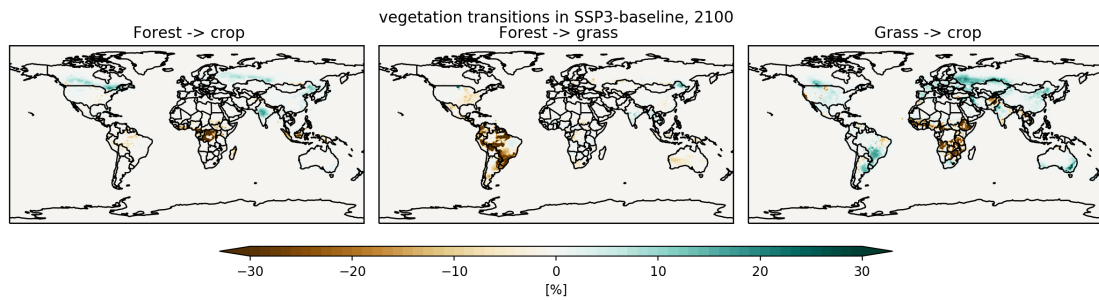 vegetation transitions in SSP3-baseline, 2100
Forest -> crop
Forest -> grass
Grass -> crop
−30 −20 −10 0 10 20 30
[%]